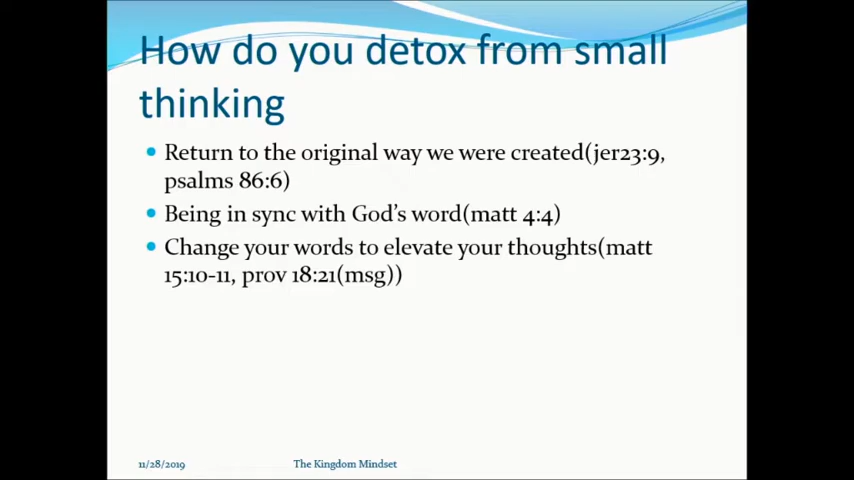 How do you detox from small
thinking
• Return to the original way we were created(jer23:9,
psalms 86:6)
• Being in sync with God's word(matt 4:4)
• Change your words to elevate your thoughts(matt
15:10-11, prov 18:21(msg))
11/28/2019 The Kingdom Mindset